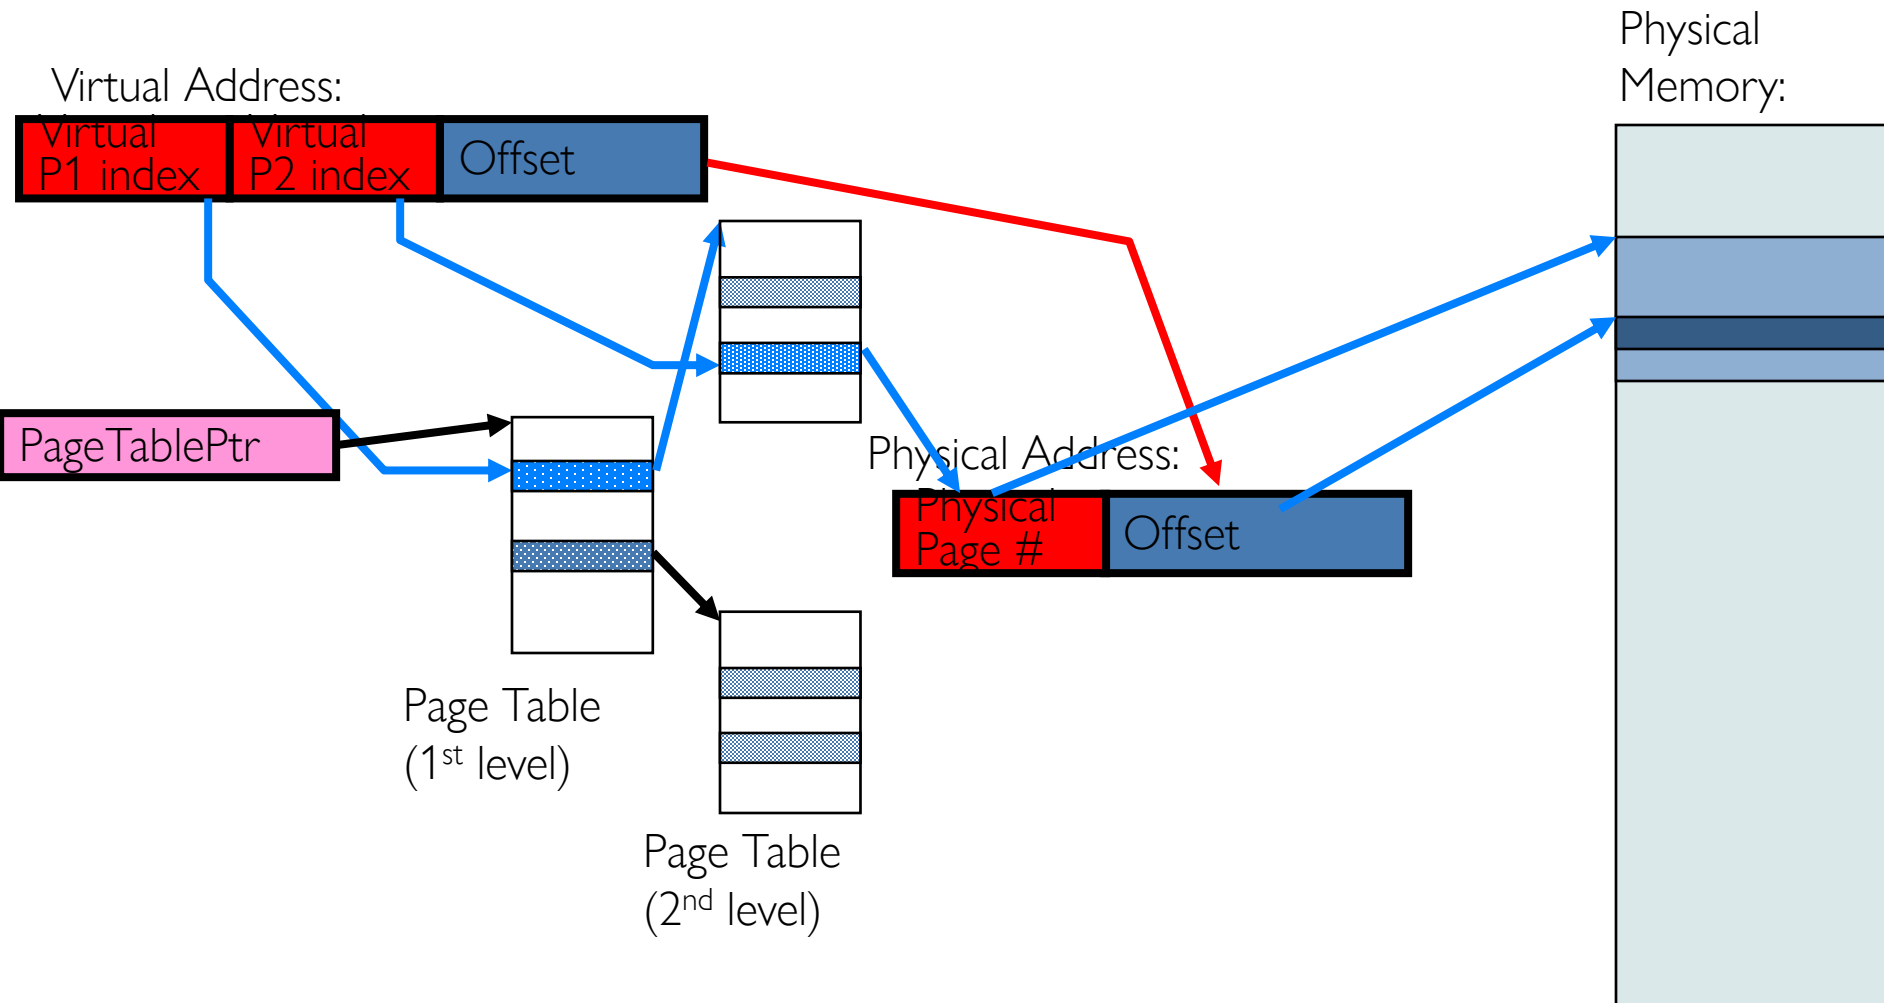 Physical
Memory:
Virtual Address:
Virtual
P1 index
Virtual
P2 index
Offset
PageTablePtr
Physical Address:
Physical
Page #
Offset
Page Table
(1st level)
Page Table
(2nd level)